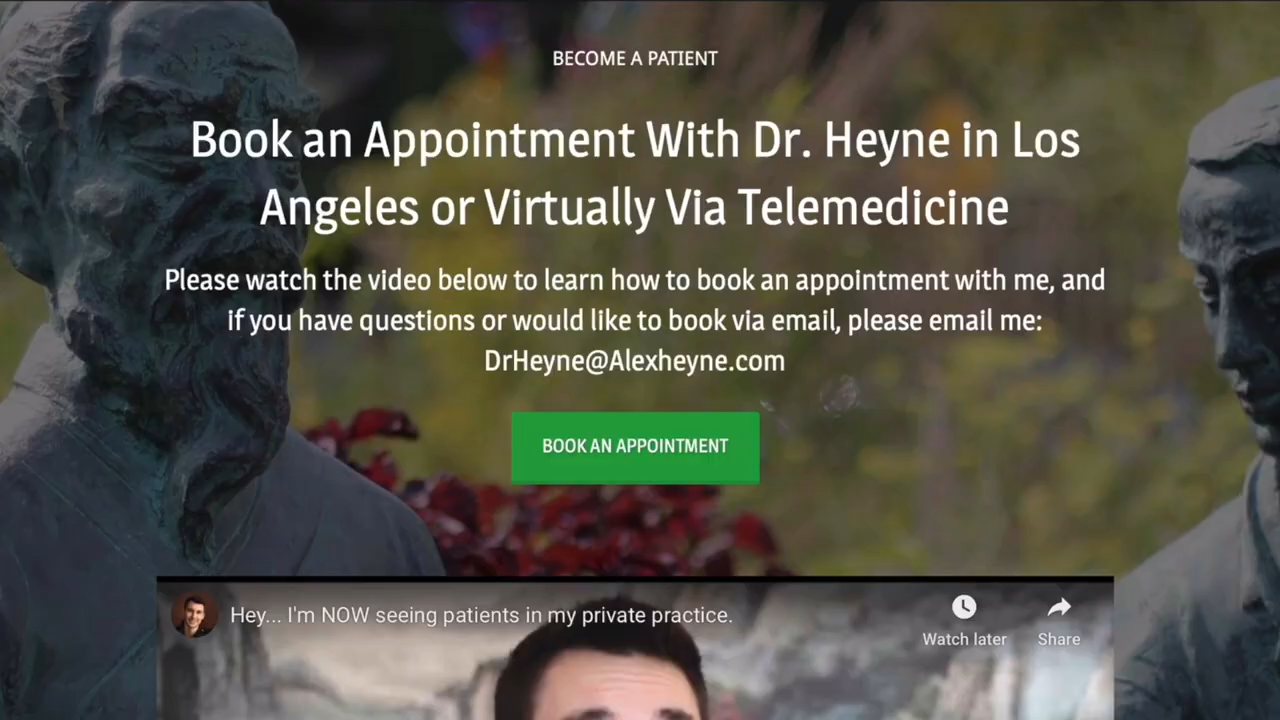 BECOME A PATIENT
Book an Appointment With Dr. Heyne in Los
Angeles or Virtually Via Telemedicine
Please watch the video below to learn how to book an appointment with me, and
if you have questions or would like to book via email, please email me:
DrHeyne@Alexheyne.com
BOOK AN APPOINTMENT
Hey... I'm NOW seeing patients in my private practice.
Watch later
Share